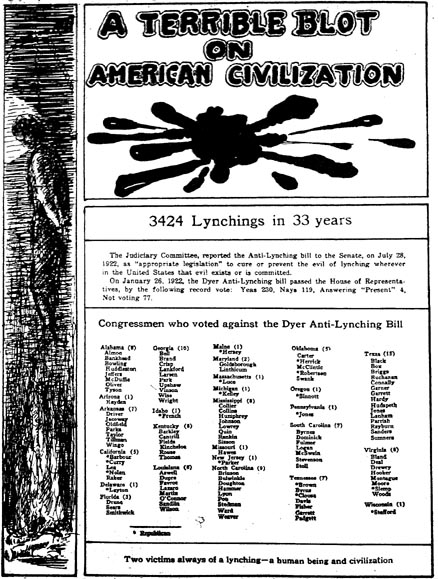 A TERRIBLE BLOT
ON
AMERICAN CIVILIZATION
3424 Lynchings in 33 years
The Judiciary Committee, reported the Anti-Lynching bill to the Senate, on July 28,
1922, as "appropriate legislation" to cure or prevent the evil of lynching wherever
in the United States that evil exists or is committed.
On January 26, 1922, the Dyer Anti-Lynching bill passed the House of Representa-
tives, by the following record vote: Yeas 230, Nays 119, Answering "Present" 4,
Not voting 77.
Congressmen who voted against the Dyer Anti-Lynching Bill
Alabama (8)
Almon
Bankhead
Bowling
Huddleston
Jeffers
McDuffie
Oliver
Tyson
Arizona (1)
Hayden
Arkansas (7)
Driver
Jacoway
Oldfield
Parks
Taylor
Tillman
Wingo
California (5)
*Barbour
*Curry
Lea
*Nolan
Raker
Delaware (1)
*Layton
Florida (3)
Drane
Sears
Smithwick
Georgia (10)
Bell
Brand
Crisp
Lankford
Larsen
Park
Upshaw
Vinson
Wise
Wright
Idaho (1)
*French
Kentucky
Barkley
Cantrill
Fields
Kincheloe
Rouse
Thomas
Louisiana
Aswell
Dupre
Favrot
Lazaro
Martin
O'Connor
Sandlin
Wilson
* Republican
Maine (1)
*Hersey
Maryland (2)
Goldsborough
Linthicum
Massachusetts (1)
*Luce
Michigan (1)
*Kelley
Mississippi (8)
Collier
Collins
Humphrey
Johnson
Lowrey
Quin
Rankin
Sisson
Missouri (1)
Hawes
New Jersey (1)
*Parker
North Carolina (9)
Brinson
Bulwinkle
Doughton
Hammer
Lyon
Pou
Stedman
Ward
Weaver
Oklahoma (5)
Carter
*Herrick
McClintic
*Robertson
Swank
Oregon (1)
*Sinnott
Pennsylvania (1)
*Jones
South Carolina (7)
Byrnes
Dominick
Fulmer
Logan
McSwain
Stevenson
Stoll
Tennessee (7)
*Brown
Byrns
*Clouse
Davis
Fisher
Garrett
Padgett
Texas (15)
Black
Box
Briggs
Buchanan
Connally
Garner
Garrett
Hardy
Hudspeth
Jones
Lanham
Parrish
Rayburn
Sanders
Sumners
Virginia
Bland
Deal
Drewry
Hooker
Montague
Moore
*Slemp
Woods
Wisconsin (1)
*Stafford
Two victims always of a lynching—a human being and civilization